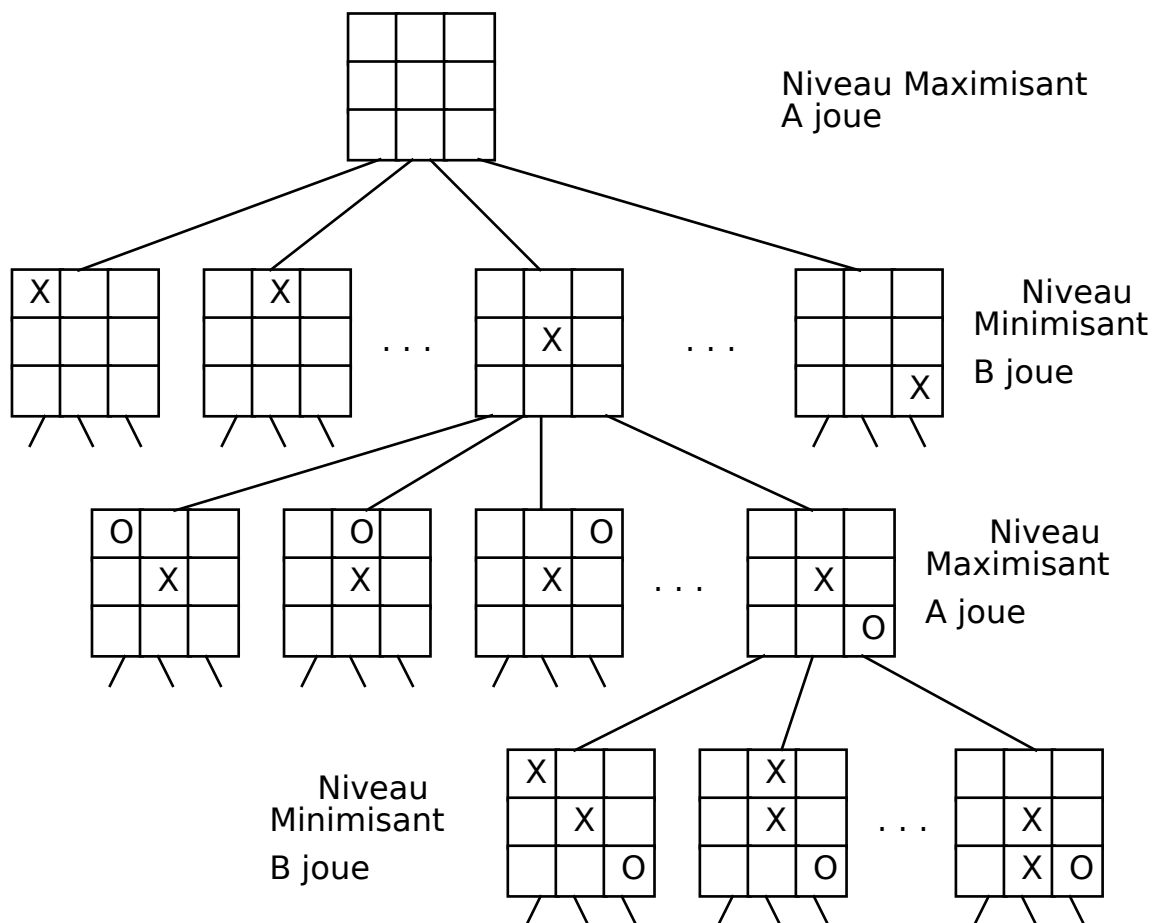 Niveau Maximisant
A joue
X
X
. . .
X
. . .
X
Niveau
Minimisant
B joue
O
X
O
X
O
X
. . .
X
O
Niveau
Maximisant
A joue
Niveau
Minimisant
B joue
X
X
O
X
X
O
. . .
X
X O